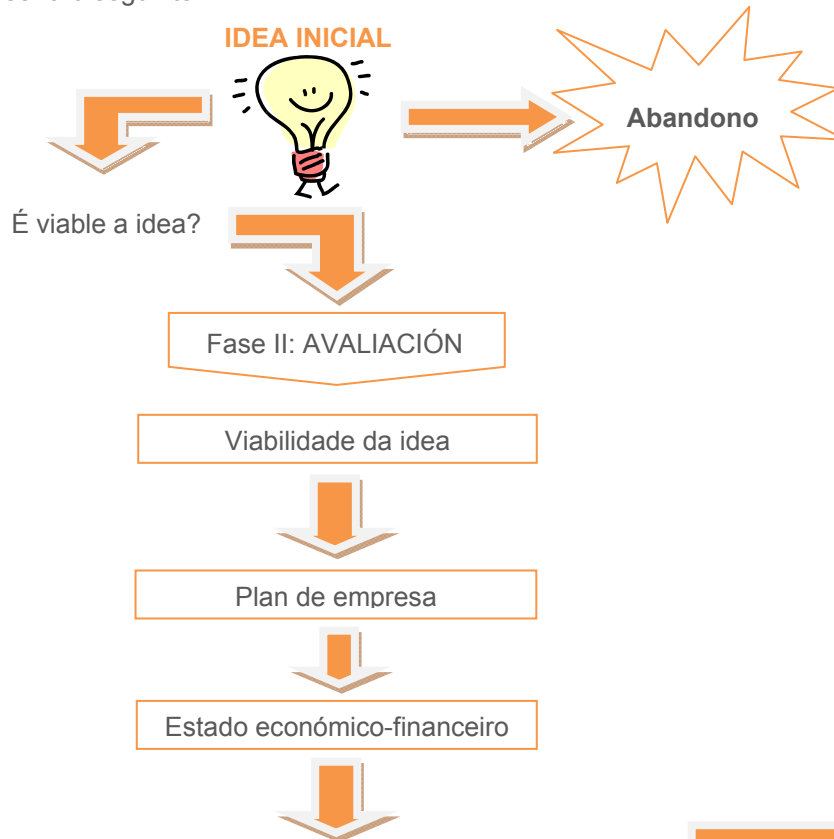 IDEA INICIAL
Abandono
É viable a idea?
Fase II: AVALIACIÓN
Viabilidade da idea
Plan de empresa
Estado económico-financeiro